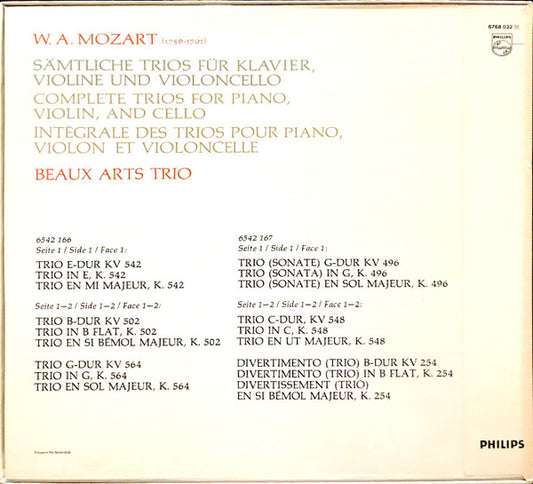 W. A. MOZART (1756-1791)
SÄMTLICHE TRIOS FÜR KLAVIER,
VIOLINE UND VIOLONCELLO
COMPLETE TRIOS FOR PIANO,
VIOLIN, AND CELLO
INTÉGRALE DES TRIOS POUR PIANO,
VIOLON ET VIOLONCELLE
BEAUX ARTS TRIO
6768 032
PHILIPS
6542 166
Seite 1 / Side 1 / Face 1:
TRIO E-DUR KV 542
TRIO IN E, K. 542
TRIO EN MI MAJEUR, K. 542
Seite 1—2 / Side 1—2 / Face 1—2:
TRIO B-DUR KV 502
TRIO IN B FLAT, K. 502
TRIO EN SI BÉMOL MAJEUR, K. 502
TRIO G-DUR KV 564
TRIO IN G, K. 564
TRIO EN SOL MAJEUR, K. 564
6542 167
Seite 1 / Side 1 / Face 1:
TRIO (SONATE) G-DUR KV 496
TRIO (SONATA) IN G, K. 496
TRIO (SONATE) EN SOL MAJEUR, K. 496
Seite 1—2 / Side 1—2 / Face 1—2:
TRIO C-DUR, KV 548
TRIO IN C, K. 548
TRIO EN UT MAJEUR, K. 548
DIVERTIMENTO (TRIO) B-DUR KV 254
DIVERTIMENTO (TRIO) IN B FLAT, K. 254
DIVERTISSEMENT (TRIO)
EN SI BÉMOL MAJEUR, K. 254
Printed in The Netherlands
PHILIPS